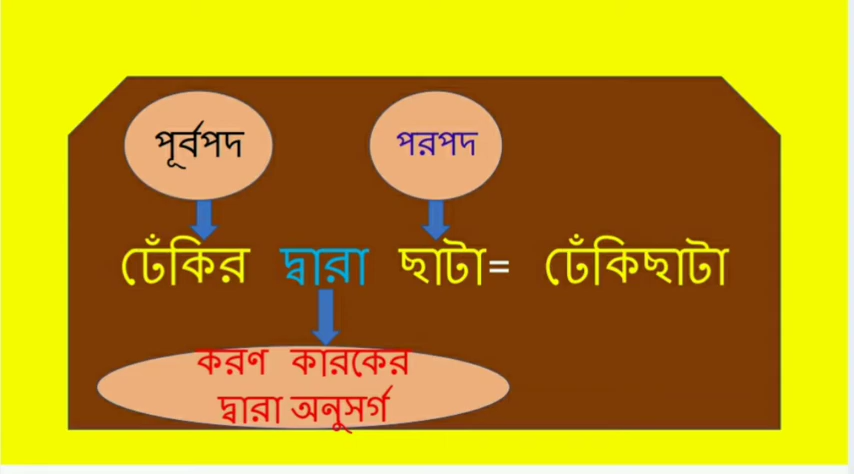 পূর্বপদ পরপদ
ঢেঁকির দ্বারা ছাটা= ঢেঁকিছাটা
করণ কারকের
দ্বারা অনুসর্গ